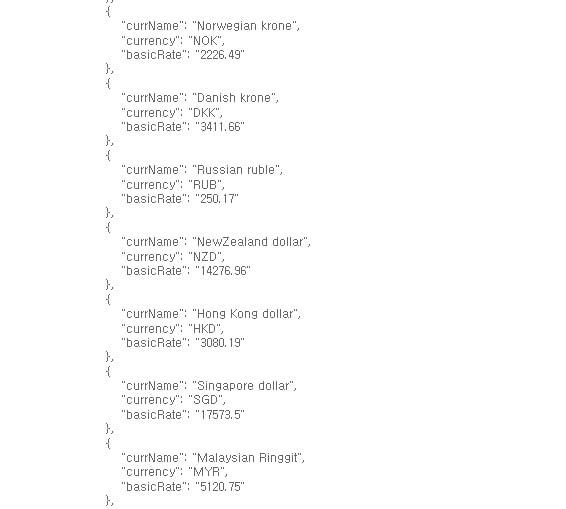 {
"currName": "Norwegian krone",
"currency": "NOK",
"basicRate": "2226.49"
},
{
"currName": "Danish krone",
"currency": "DKK",
"basicRate": "3411.66"
},
{
"currName": "Russian ruble",
"currency": "RUB",
"basicRate": "250.17"
},
{
"currName": "NewZealand dollar",
"currency": "NZD",
"basicRate": "14276.96"
},
{
"currName": "Hong Kong dollar",
"currency": "HKD",
"basicRate": "3080.19"
},
{
"currName": "Singapore dollar",
"currency": "SGD",
"basicRate": "17573.5"
},
{
"currName": "Malaysian Ringgit",
"currency": "MYR",
"basicRate": "5120.75"
},